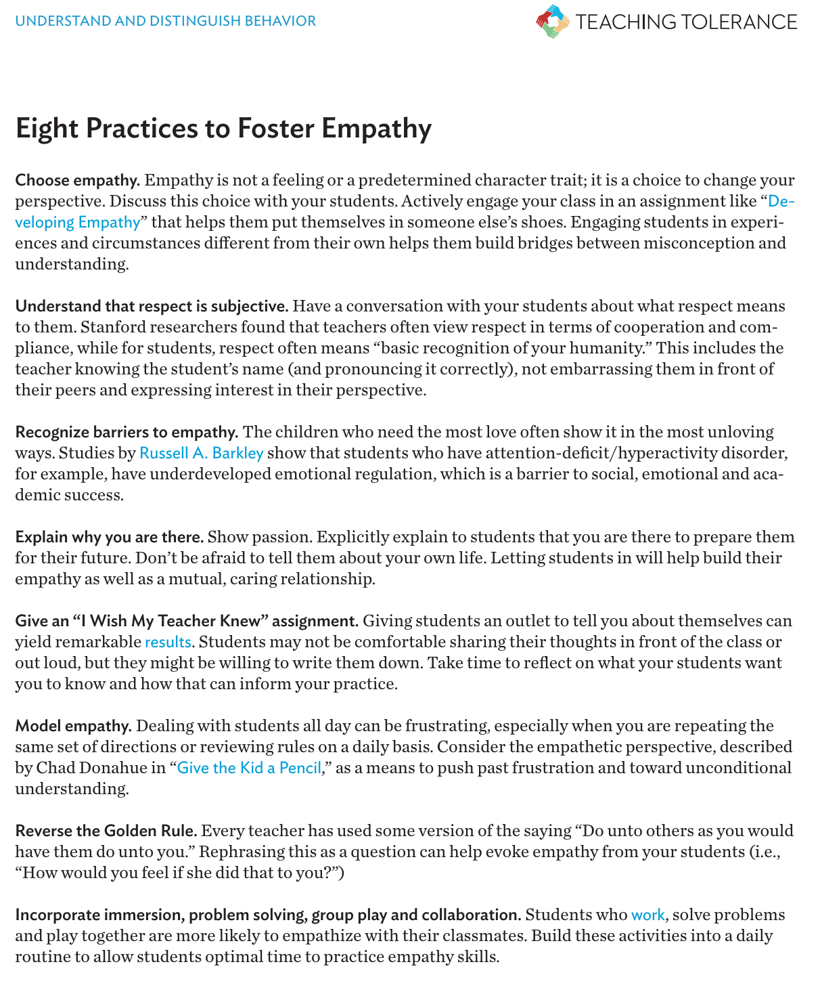 UNDERSTAND AND DISTINGUISH BEHAVIOR
TEACHING TOLERANCE
Eight Practices to Foster Empathy
Choose empathy. Empathy is not a feeling or a predetermined character trait; it is a choice to change your
perspective. Discuss this choice with your students. Actively engage your class in an assignment like “De-
veloping Empathy” that helps them put themselves in someone else’s shoes. Engaging students in experi-
ences and circumstances different from their own helps them build bridges between misconception and
understanding.
Understand that respect is subjective. Have a conversation with your students about what respect means
to them. Stanford researchers found that teachers often view respect in terms of cooperation and com-
pliance, while for students, respect often means “basic recognition of your humanity.” This includes the
teacher knowing the student’s name (and pronouncing it correctly), not embarrassing them in front of
their peers and expressing interest in their perspective.
Recognize barriers to empathy. The children who need the most love often show it in the most unloving
ways. Studies by Russell A. Barkley show that students who have attention-deficit/hyperactivity disorder,
for example, have underdeveloped emotional regulation, which is a barrier to social, emotional and aca-
demic success.
Explain why you are there. Show passion. Explicitly explain to students that you are there to prepare them
for their future. Don’t be afraid to tell them about your own life. Letting students in will help build their
empathy as well as a mutual, caring relationship.
Give an “I Wish My Teacher Knew” assignment. Giving students an outlet to tell you about themselves can
yield remarkable results. Students may not be comfortable sharing their thoughts in front of the class or
out loud, but they might be willing to write them down. Take time to reflect on what your students want
you to know and how that can inform your practice.
Model empathy. Dealing with students all day can be frustrating, especially when you are repeating the
same set of directions or reviewing rules on a daily basis. Consider the empathetic perspective, described
by Chad Donahue in “Give the Kid a Pencil,” as a means to push past frustration and toward unconditional
understanding.
Reverse the Golden Rule. Every teacher has used some version of the saying “Do unto others as you would
have them do unto you.” Rephrasing this as a question can help evoke empathy from your students (i.e.,
“How would you feel if she did that to you?”)
Incorporate immersion, problem solving, group play and collaboration. Students who work, solve problems
and play together are more likely to empathize with their classmates. Build these activities into a daily
routine to allow students optimal time to practice empathy skills.